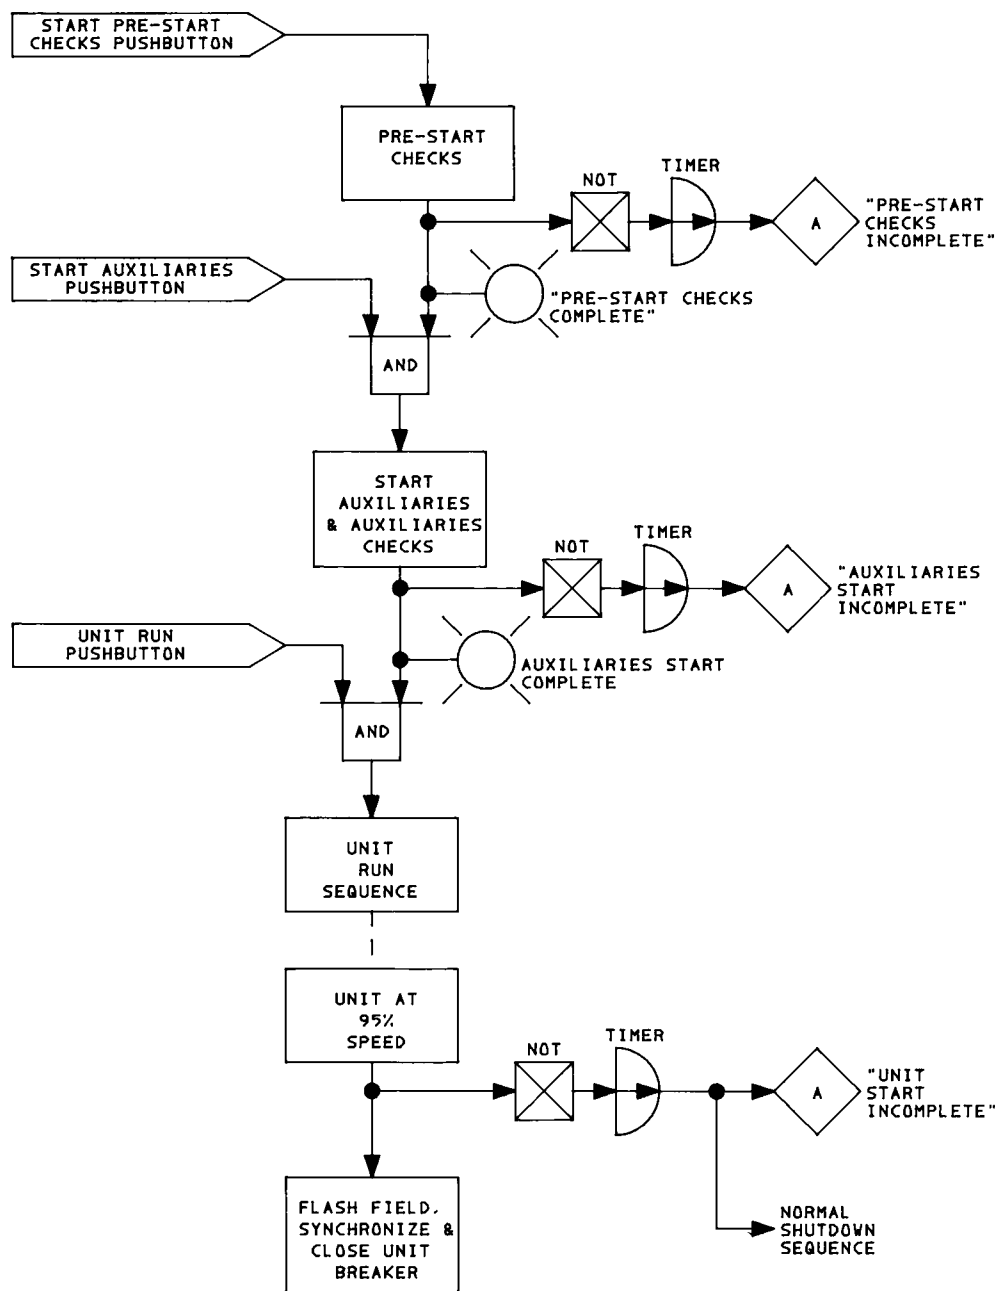 START PRE-START
CHECKS PUSHBUTTON
PRE-START
CHECKS
NOT
TIMER
A
"PRE-START
CHECKS
INCOMPLETE"
START AUXILIARIES
PUSHBUTTON
"PRE-START CHECKS
COMPLETE"
AND
START
AUXILIARIES
& AUXILIARIES
CHECKS
NOT
TIMER
A
"AUXILIARIES
START
INCOMPLETE"
UNIT RUN
PUSHBUTTON
AUXILIARIES START
COMPLETE
AND
UNIT
RUN
SEQUENCE
UNIT AT
95%
SPEED
NOT
TIMER
A
"UNIT
START
INCOMPLETE"
FLASH FIELD,
SYNCHRONIZE &
CLOSE UNIT
BREAKER
NORMAL
SHUTDOWN
SEQUENCE